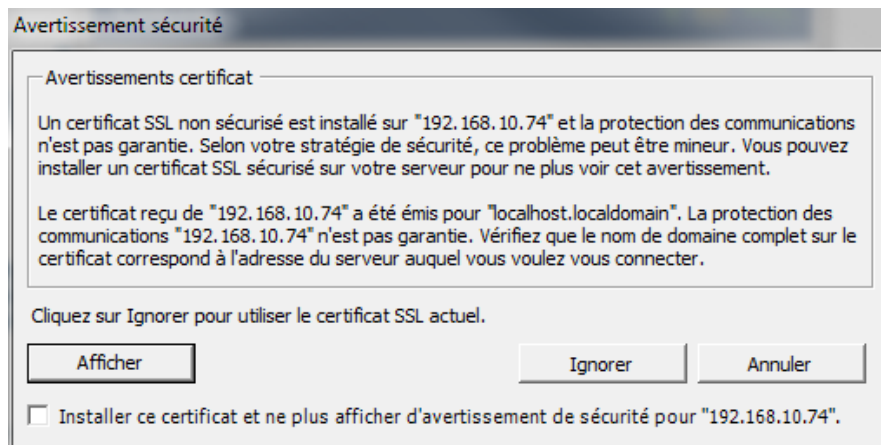 Avertissement sécurité
Avertissements certificat
Un certificat SSL non sécurisé est installé sur "192.168.10.74" et la protection des communications
n'est pas garantie. Selon votre stratégie de sécurité, ce problème peut être mineur. Vous pouvez
installer un certificat SSL sécurisé sur votre serveur pour ne plus voir cet avertissement.
Le certificat reçu de "192.168.10.74" a été émis pour "localhost.localdomain". La protection des
communications "192.168.10.74" n'est pas garantie. Vérifiez que le nom de domaine complet sur le
certificat correspond à l'adresse du serveur auquel vous voulez vous connecter.
Cliquez sur Ignorer pour utiliser le certificat SSL actuel.
Afficher Ignorer Annuler
Installer ce certificat et ne plus afficher d'avertissement de sécurité pour "192.168.10.74".